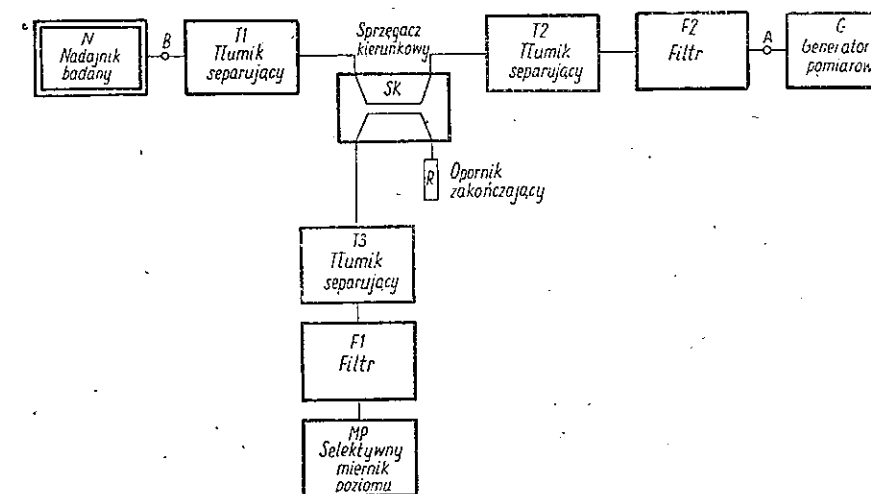 N
Nadajnik
badany
B
T1
Tłumik
separujący
Sprzęgacz
kierunkowy
SK
T2
Tłumik
separujący
F2
Filtr
A
G
Generator
pomiarow
R
Opornik
zakończający
T3
Tłumik
separujący
F1
Filtr
MP
Selektywny
miernik
poziomu